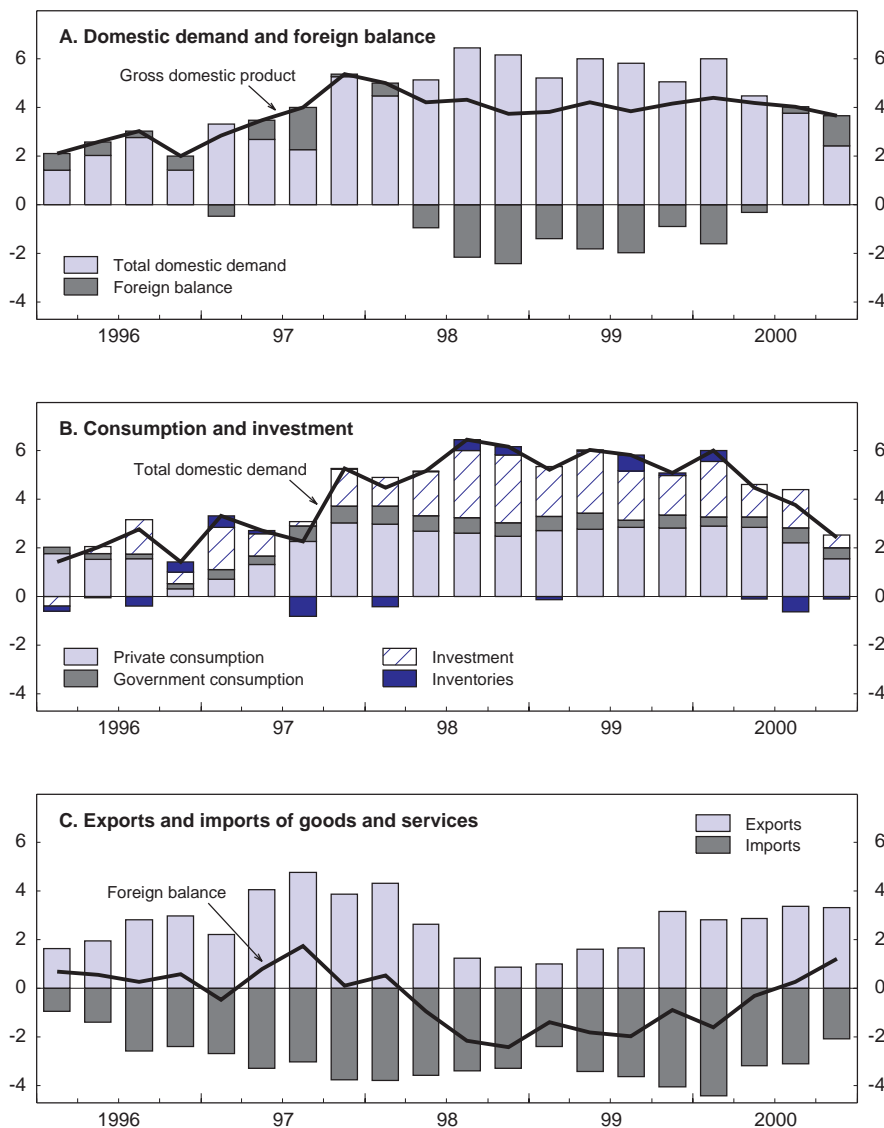 A. Domestic demand and foreign balance
6 6
Gross domestic product
4 4
2 2
0 0
-2 -2
Total domestic demand
Foreign balance
-4 -4
1996 97 98 99 2000
B. Consumption and investment
6 6
Total domestic demand
4 4
2 2
0 0
-2 -2
Private consumption Investment
Government consumption Inventories
-4 -4
1996 97 98 99 2000
C. Exports and imports of goods and services
Exports
6 6
Imports
Foreign balance
4 4
2 2
0 0
-2 -2
-4 -4
1996 97 98 99 2000